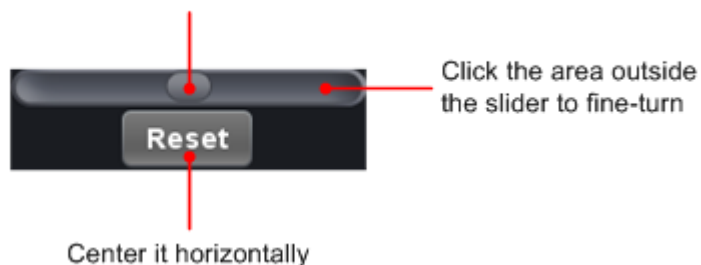 Click the area outside
the slider to fine-turn
Reset
Center it horizontally